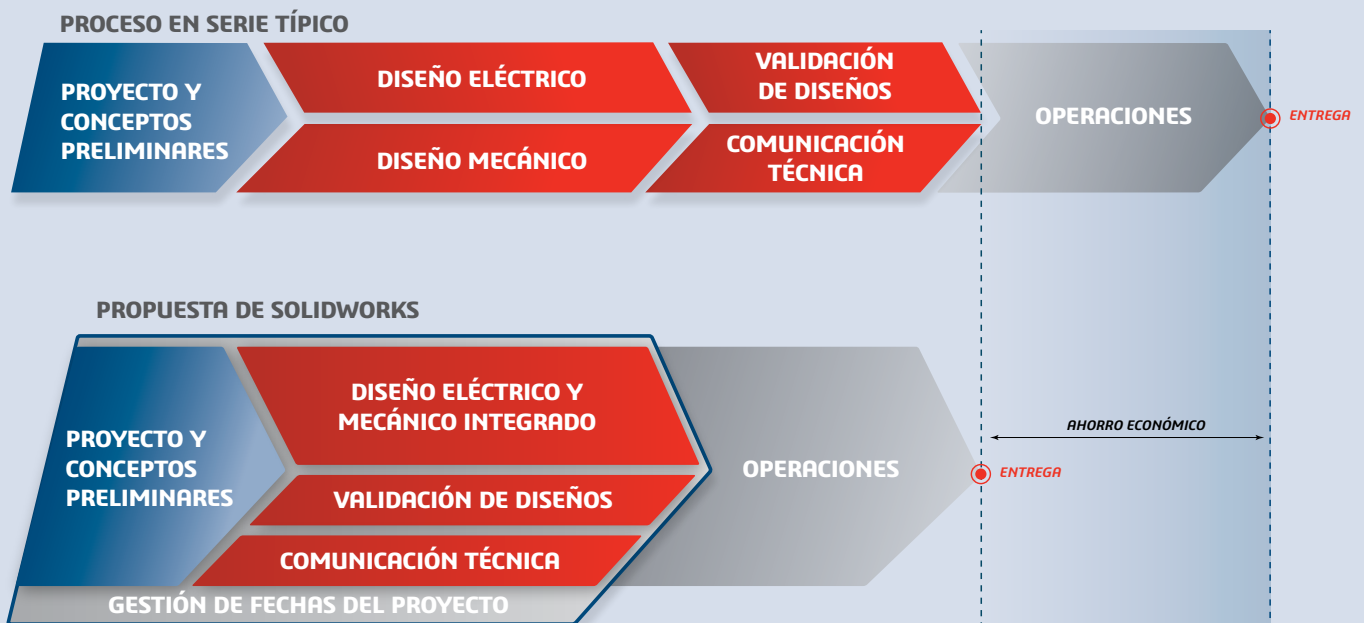 PROCESO EN SERIE TÍPICO
PROYECTO Y
CONCEPTOS
PRELIMINARES
DISEÑO ELÉCTRICO
DISEÑO MECÁNICO
VALIDACIÓN
DE DISEÑOS
COMUNICACIÓN
TÉCNICA
OPERACIONES
ENTREGA
PROPUESTA DE SOLIDWORKS
PROYECTO Y
CONCEPTOS
PRELIMINARES
DISEÑO ELÉCTRICO Y
MECÁNICO INTEGRADO
VALIDACIÓN DE DISEÑOS
COMUNICACIÓN TÉCNICA
GESTIÓN DE FECHAS DEL PROYECTO
OPERACIONES
ENTREGA
AHORRO ECONÓMICO